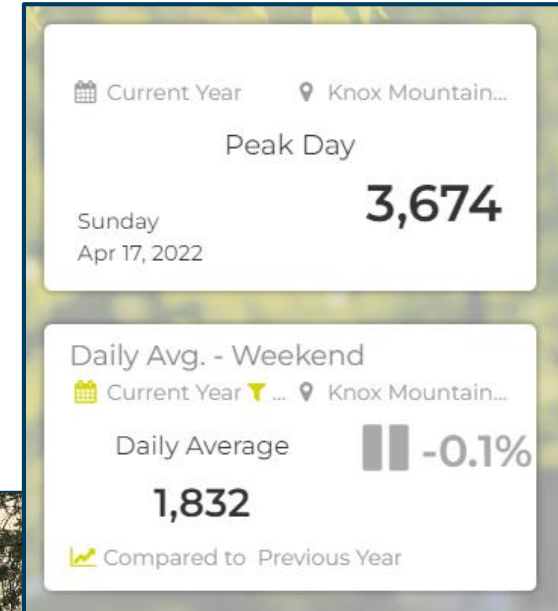 Current Year Knox Mountain...
Peak Day
3,674
Sunday
Apr 17, 2022
Daily Avg. - Weekend
Current Year ... Knox Mountain...
Daily Average
-0.1%
1,832
Compared to Previous Year